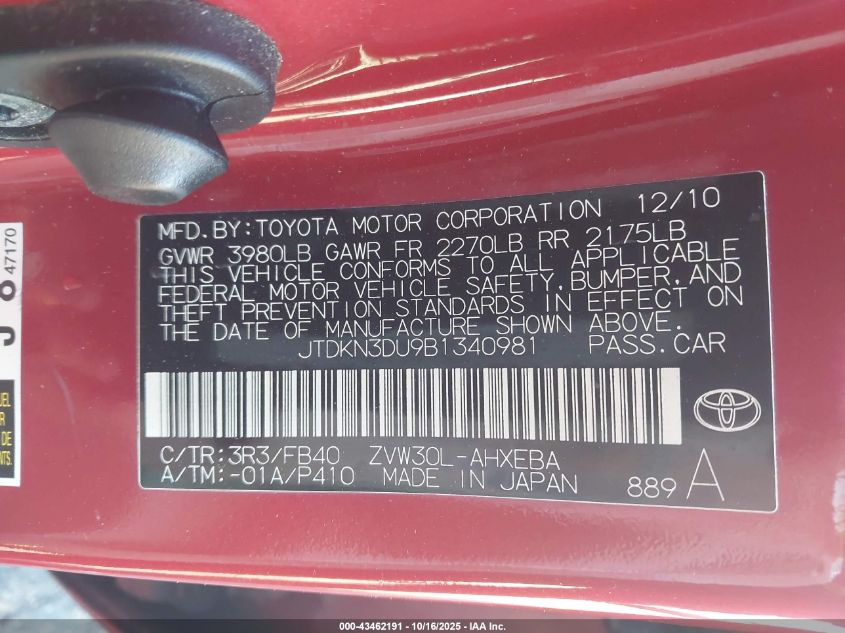 MFD. BY: TOYOTA MOTOR CORPORATION 12/10
GVWR 3980LB GAWR FR 2270LB RR 2175LB
THIS VEHICLE CONFORMS TO ALL APPLICABLE
FEDERAL MOTOR VEHICLE SAFETY, BUMPER, AND
THEFT PREVENTION STANDARDS IN EFFECT ON
THE DATE OF MANUFACTURE SHOWN ABOVE.
JTDKN3DU9B1340981 PASS. CAR
C/TR: 3R3/FB40 ZVW30L-AHXEBA
A/TM: -01A/P410 MADE IN JAPAN 889 A
47170
UEL
R
DE
000-43462191 - 10/16/2025 - IAA Inc.